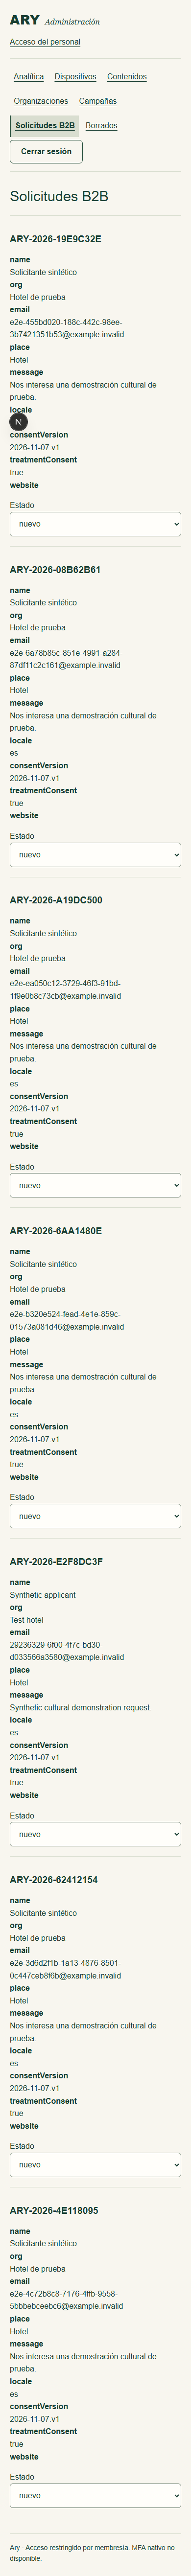 ARY Administración
Acceso del personal
Analítica Dispositivos Contenidos
Organizaciones Campañas
Solicitudes B2B Borrados
Cerrar sesión
Solicitudes B2B
ARY-2026-19E9C32E
name
Solicitante sintético
org
Hotel de prueba
email
e2e-455bd020-188c-442c-98ee-
3b7421351b53@example.invalid
place
Hotel
message
Nos interesa una demostración cultural de
prueba.
locale
N
consentVersion
2026-11-07.v1
treatmentConsent
true
website
Estado
nuevo
ARY-2026-08B62B61
name
Solicitante sintético
org
Hotel de prueba
email
e2e-6a78b85c-851e-4991-a284-
87df11c2c161@example.invalid
place
Hotel
message
Nos interesa una demostración cultural de
prueba.
locale
es
consentVersion
2026-11-07.v1
treatmentConsent
true
website
Estado
nuevo
ARY-2026-A19DC500
name
Solicitante sintético
org
Hotel de prueba
email
e2e-ea050c12-3729-46f3-91bd-
1f9e0b8c73cb@example.invalid
place
Hotel
message
Nos interesa una demostración cultural de
prueba.
locale
es
consentVersion
2026-11-07.v1
treatmentConsent
true
website
Estado
nuevo
ARY-2026-6AA1480E
name
Solicitante sintético
org
Hotel de prueba
email
e2e-b320e524-fead-4e1e-859c-
01573a081d46@example.invalid
place
Hotel
message
Nos interesa una demostración cultural de
prueba.
locale
es
consentVersion
2026-11-07.v1
treatmentConsent
true
website
Estado
nuevo
ARY-2026-E2F8DC3F
name
Synthetic applicant
org
Test hotel
email
29236329-6f00-4f7c-bd30-
d033566a3580@example.invalid
place
Hotel
message
Synthetic cultural demonstration request.
locale
es
consentVersion
2026-11-07.v1
treatmentConsent
true
website
Estado
nuevo
ARY-2026-62412154
name
Solicitante sintético
org
Hotel de prueba
email
e2e-3d6d2f1b-1a13-4876-8501-
0c447ceb8f6b@example.invalid
place
Hotel
message
Nos interesa una demostración cultural de
prueba.
locale
es
consentVersion
2026-11-07.v1
treatmentConsent
true
website
Estado
nuevo
ARY-2026-4E118095
name
Solicitante sintético
org
Hotel de prueba
email
e2e-4c72b8c8-7176-4ffb-9558-
5bbbebceebc6@example.invalid
place
Hotel
message
Nos interesa una demostración cultural de
prueba.
locale
es
consentVersion
2026-11-07.v1
treatmentConsent
true
website
Estado
nuevo
Ary · Acceso restringido por membresía. MFA nativo no
disponible.